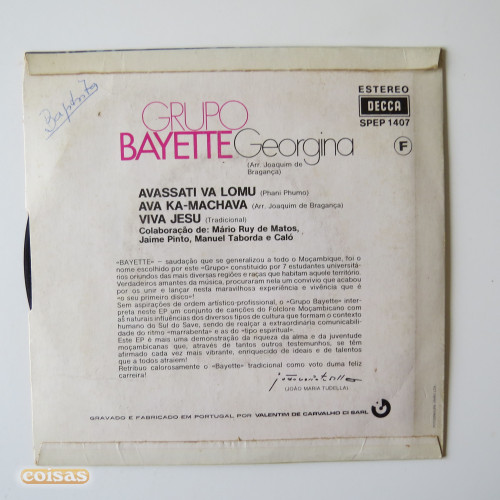 Baptista
ESTEREO
DECCA
SPEP 1407
F
GRUPO
BAYETTE Georgina
(Arr. Joaquim de
Bragança)
AVASSATI VA LOMU (Phani Phumo)
AVA KA-MACHAVA (Arr. Joaquim de Bragança)
VIVA JESU (Tradicional)
Colaboração de: Mário Ruy de Matos,
Jaime Pinto, Manuel Taborda e Caló
«BAYETTE» — saudação que se generalizou a todo o Moçambique, foi o
nome escolhido por este «Grupo» constituído por 7 estudantes universitá-
rios oriundos das mais diversas regiões e raças que habitam aquele território.
Verdadeiros amantes da música, procuraram nela um convívio que acabou
por os unir e lançar nesta maravilhosa experiência e vivência que é
«o seu primeiro disco»!
Sem aspirações de ordem artístico-profissional, o «Grupo Bayette» inter-
preta neste EP um conjunto de canções do Folclore Moçambicano com
as naturais influências dos diversos tipos de cultura que formam o contexto
humano do Sul do Save, sendo de realçar a extraordinária comunicabili-
dade do ritmo «marrabenta» e as do «tipo espiritual».
Este EP é mais uma demonstração da riqueza da alma e da juventude
moçambicanas que, através de tantos outros testemunhos, se têm
afirmado cada vez mais vibrante, enriquecido de ideais e de talentos
que a todos atraem!
Retribuo calorosamente o «Bayette» tradicional como voto duma feliz
carreira!
(JOÃO MARIA TUDELLA)
GRAVADO E FABRICADO EM PORTUGAL POR VALENTIM DE CARVALHO CI SARL
coisas